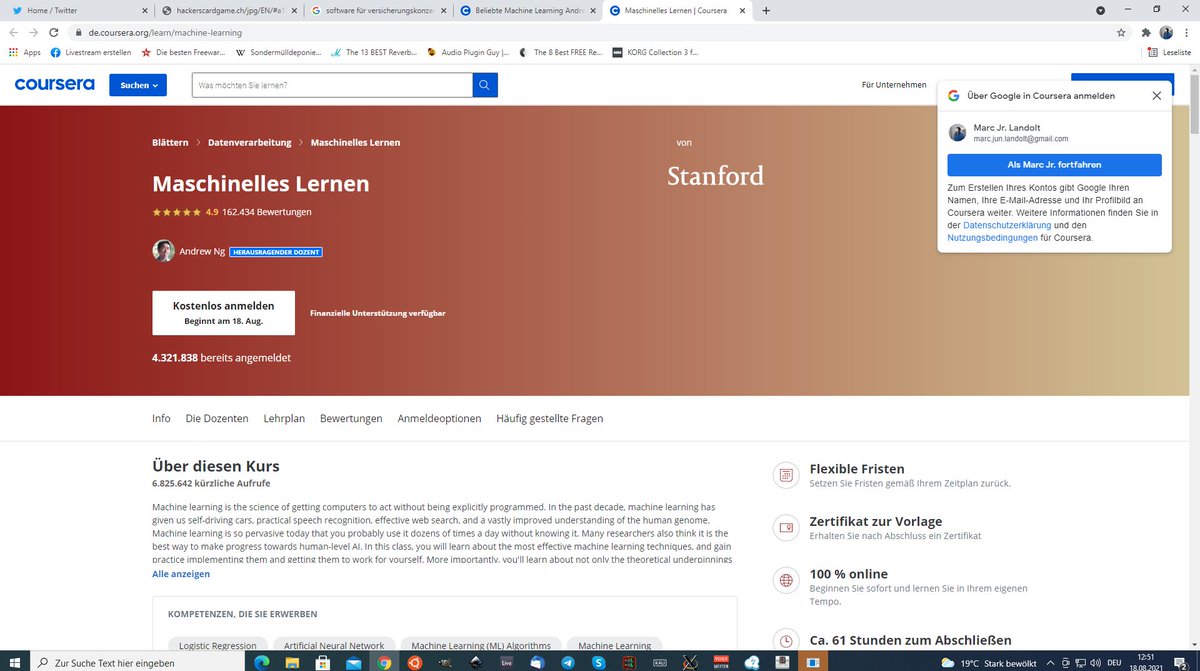 Home / Twitter
hackerscardgame.ch/jpg/EN/#a1
software für versicherungskonze
Beliebte Machine Learning Andre
Maschinelles Lernen | Coursera
de.coursera.org/learn/machine-learning
Apps
Livestream erstellen
Die besten Freewar...
Sondermülldeponie...
The 13 BEST Reverb...
Audio Plugin Guy |...
The 8 Best FREE Re...
KORG Collection 3 f...
Leseliste
coursera
Suchen
Was möchten Sie lernen?
Für Unternehmen
Über Google in Coursera anmelden
Marc Jr. Landolt
marc.jun.landolt@gmail.com
Als Marc Jr. fortfahren
Zum Erstellen Ihres Kontos gibt Google Ihren
Namen, Ihre E-Mail-Adresse und Ihr Profilbild an
Coursera weiter. Weitere Informationen finden Sie in
der Datenschutzerklärung und den
Nutzungsbedingungen für Coursera.
Blättern > Datenverarbeitung > Maschinelles Lernen
von
Stanford
Maschinelles Lernen
4.9 162.434 Bewertungen
Andrew Ng HERAUSRAGENDER DOZENT
Kostenlos anmelden
Beginnt am 18. Aug.
Finanzielle Unterstützung verfügbar
4.321.838 bereits angemeldet
Info Die Dozenten Lehrplan Bewertungen Anmeldeoptionen Häufig gestellte Fragen
Über diesen Kurs
6.825.642 kürzliche Aufrufe
Machine learning is the science of getting computers to act without being explicitly programmed. In the past decade, machine learning has
given us self-driving cars, practical speech recognition, effective web search, and a vastly improved understanding of the human genome.
Machine learning is so pervasive today that you probably use it dozens of times a day without knowing it. Many researchers also think it is the
best way to make progress towards human-level AI. In this class, you will learn about the most effective machine learning techniques, and gain
practice implementing them and getting them to work for yourself. More importantly, you'll learn about not only the theoretical underpinnings
Alle anzeigen
KOMPETENZEN, DIE SIE ERWERBEN
Logistic Regression
Artificial Neural Network
Machine Learning (ML) Algorithms
Machine Learning
Flexible Fristen
Setzen Sie Fristen gemäß Ihrem Zeitplan zurück.
Zertifikat zur Vorlage
Erhalten Sie nach Abschluss ein Zertifikat
100 % online
Beginnen Sie sofort und lernen Sie in Ihrem eigenen
Tempo.
Ca. 61 Stunden zum Abschließen
Zur Suche Text hier eingeben
Live
19°C Stark bewölkt
DEU
12:51
18.08.2021